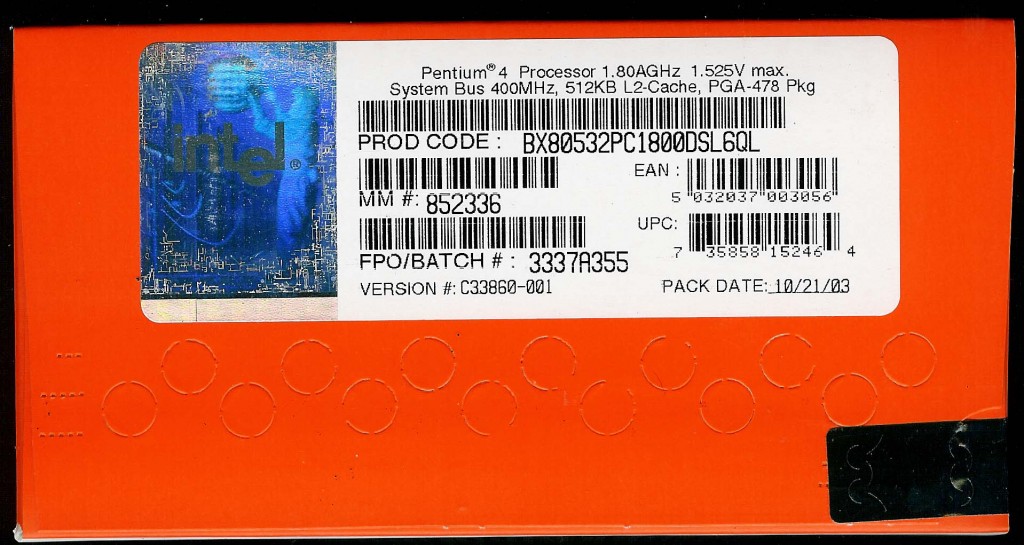 intel®
Pentium® 4 Processor 1.80AGHz 1.525V max.
System Bus 400MHz, 512KB L2-Cache, PGA-478 Pkg
PROD CODE : BX80532PC1800DSL6QL
EAN :
MM #: 852336
5 032037 003056
UPC:
FPO/BATCH # : 3337A355
7 35858 15246 4
VERSION #: C33860-001
PACK DATE: 10/21/03